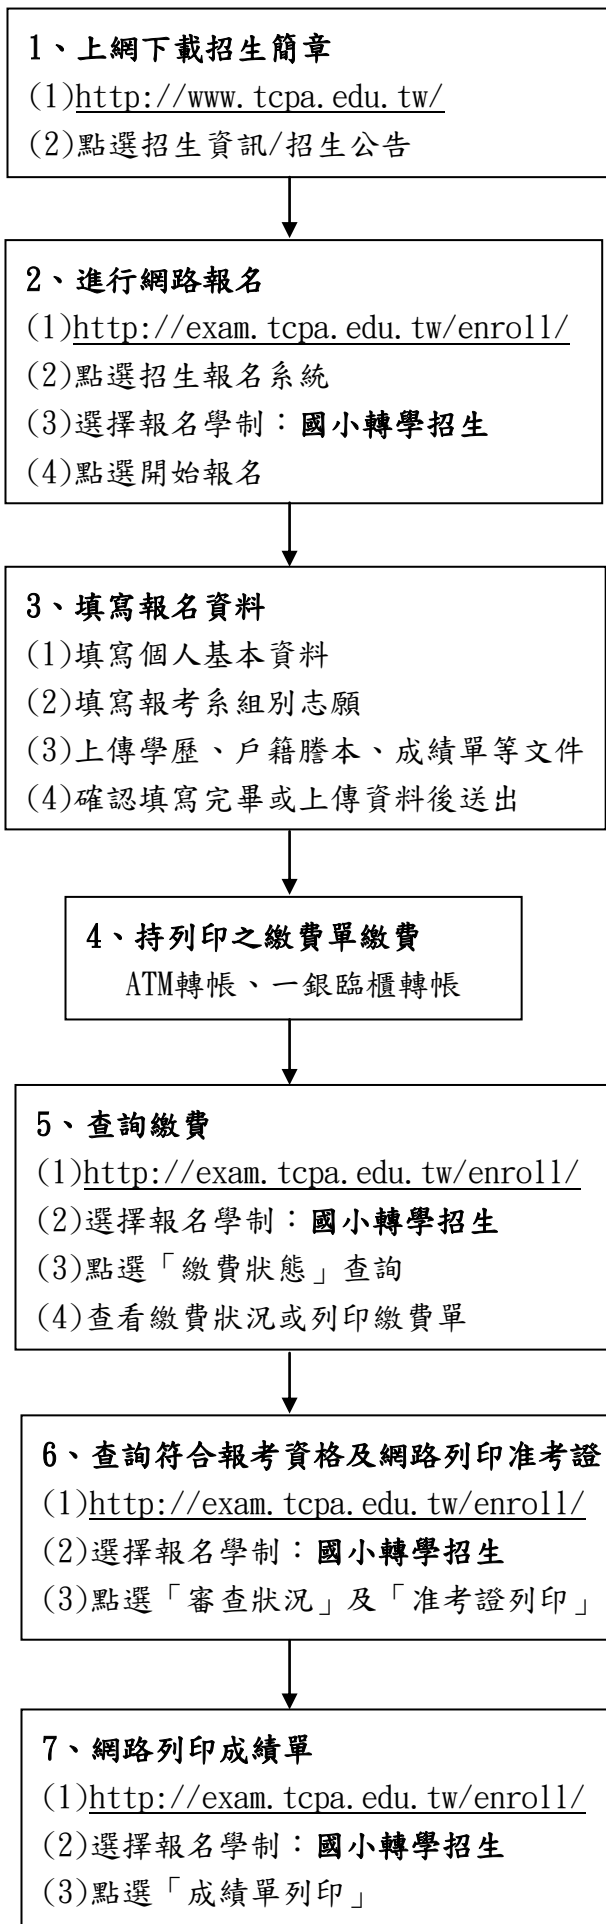 1、上網下載招生簡章
(1)http://www.tcpa.edu.tw/
(2)點選招生資訊/招生公告
2、進行網路報名
(1)http://exam.tcpa.edu.tw/enroll/
(2)點選招生報名系統
(3)選擇報名學制：國小轉學招生
(4)點選開始報名
3、填寫報名資料
(1)填寫個人基本資料
(2)填寫報考系組別志願
(3)上傳學歷、戶籍謄本、成績單等文件
(4)確認填寫完畢或上傳資料後送出
4、持列印之繳費單繳費
ATM轉帳、一銀臨櫃轉帳
5、查詢繳費
(1)http://exam.tcpa.edu.tw/enroll/
(2)選擇報名學制：國小轉學招生
(3)點選「繳費狀態」查詢
(4)查看繳費狀況或列印繳費單
6、查詢符合報考資格及網路列印准考證
(1)http://exam.tcpa.edu.tw/enroll/
(2)選擇報名學制：國小轉學招生
(3)點選「審查狀況」及「准考證列印」
7、網路列印成績單
(1)http://exam.tcpa.edu.tw/enroll/
(2)選擇報名學制：國小轉學招生
(3)點選「成績單列印」